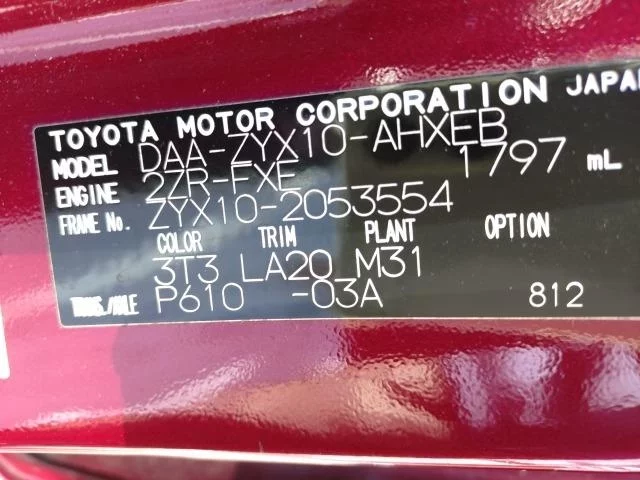 TOYOTA MOTOR CORPORATION JAPAN
MODEL DAA-ZYX10-AHXEB
ENGINE 2ZR-FXE 1797 mL
FRAME No. ZYX10-2053554
COLOR TRIM PLANT OPTION
3T3 LA20 M31
TRANS./AXLE P610 -03A 812